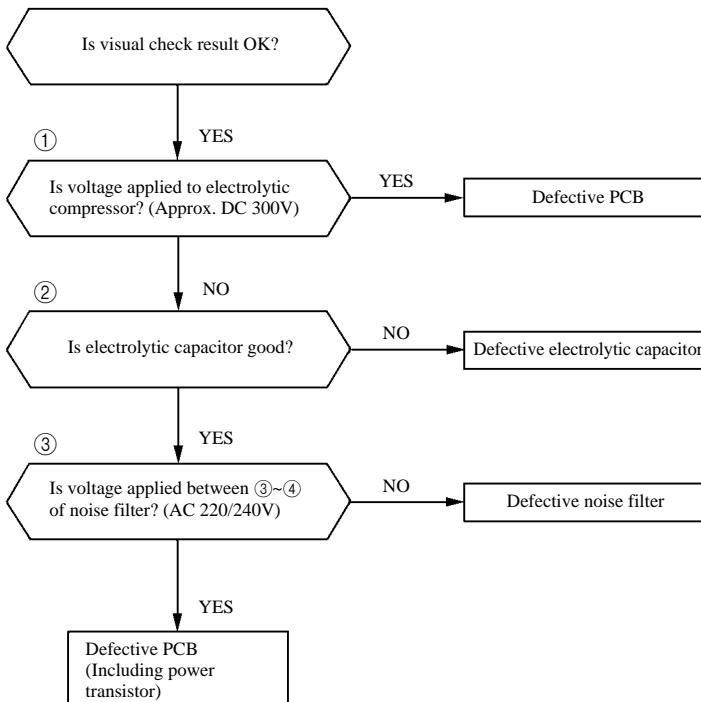 Is visual check result OK?
YES
①
Is voltage applied to electrolytic
compressor? (Approx. DC 300V)
YES
Defective PCB
NO
②
Is electrolytic capacitor good?
NO
Defective electrolytic capacitor
YES
③
Is voltage applied between ③~④
of noise filter? (AC 220/240V)
NO
Defective noise filter
YES
Defective PCB
(Including power
transistor)